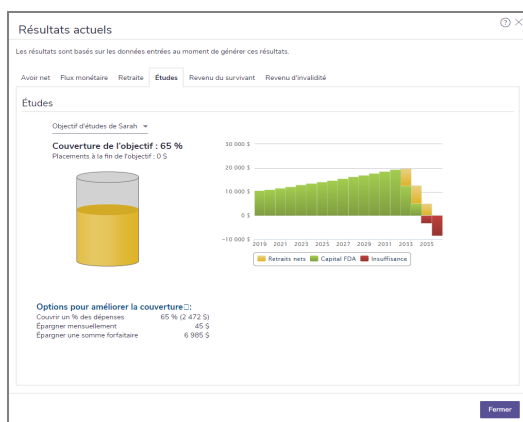 Résultats actuels
Les résultats sont basés sur les données entrées au moment de générer ces résultats.
Avoir net Flux monétaire Retraite Études Revenu du survivant Revenu d'invalidité
Études
Objectif d'études de Sarah
Couverture de l'objectif : 65 %
Placements à la fin de l'objectif : 0 $
30 000 $
20 000 $
10 000 $
0 $
-10 000 $
2019 2021 2023 2025 2027 2029 2031 2033 2035
Retraits nets Capital FDA Insuffisance
Options pour améliorer la couverture▯:
Couvrir un % des dépenses 65 % (2 472 $)
Épargner mensuellement 45 $
Épargner une somme forfaitaire 6 985 $
Fermer